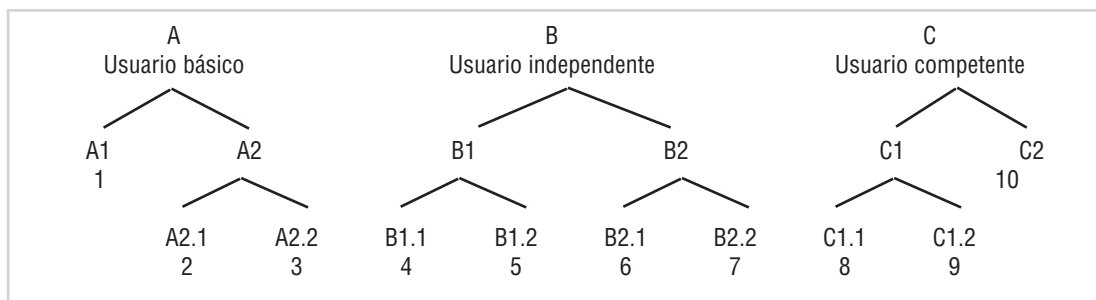 A B C
Usuario básico Usuario independente Usuario competente
A1 A2 B1 B2 C1 C2
1 10
A2.1 A2.2 B1.1 B1.2 B2.1 B2.2 C1.1 C1.2
2 3 4 5 6 7 8 9